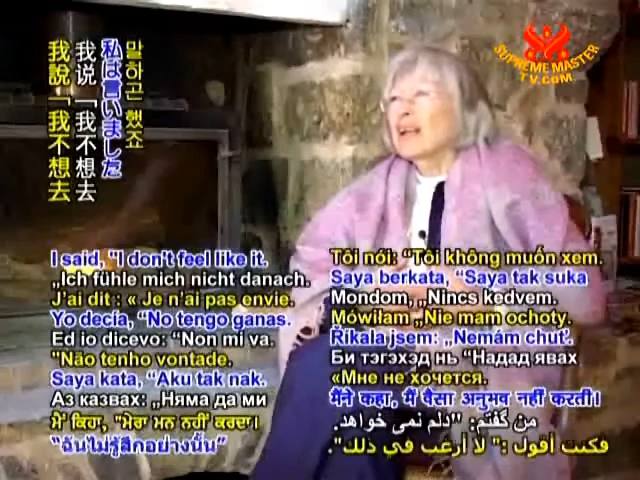 SUPREME MASTER
TV.COM
말하곤 했죠
私は言いました
我说「我不想去
我說「我不想去
I said, "I don't feel like it.
„Ich fühle mich nicht danach.
J'ai dit : « Je n'ai pas envie.
Yo decía, “No tengo ganas.
Ed io dicevo: “Non mi va.
"Não tenho vontade.
Saya kata, “Aku tak nak.
Аз казвах: „Няма да ми
ਮੈਂ ਕਿਹਾ, "ਮੇਰਾ ਮਨ ਨਹੀਂ ਕਰਦਾ।
“ฉันไม่รู้สึกอย่างนั้น”
Tôi nói: “Tôi không muốn xem.
Saya berkata, “Saya tak suka
Mondom, „Nincs kedvem.
Mówiłam „Nie mam ochoty.
Říkala jsem: „Nemám chuť.
Би тэгэхэд нь “Надад явах
«Мне не хочется.
मैंने कहा, मैं वैसा अनुभव नहीं करती।
من گفتم: "دلم نمی خواهد.
فكنت أقول :" لا أرغب في ذلك".